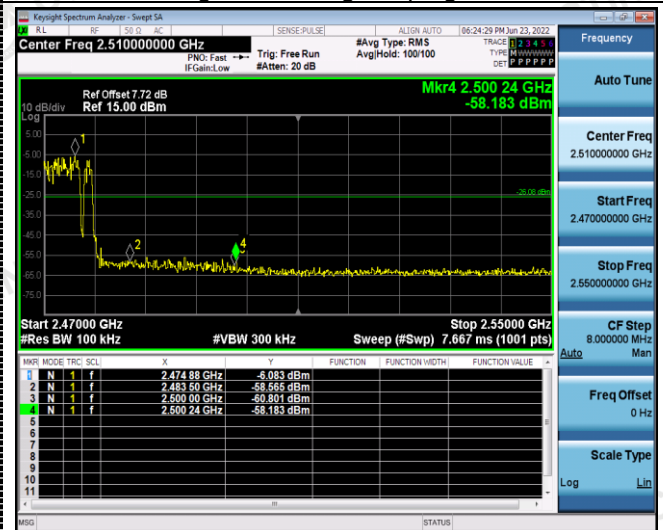 Keysight Spectrum Analyzer - Swept SA
RL RF 50 Ω AC SENSE:PULSE ALIGN AUTO 06:24:29 PM Jun 23, 2022
Center Freq 2.510000000 GHz
PNO: Fast Trig: Free Run #Avg Type: RMS TRACE 1 2 3 4 5 6
IFGain:Low #Atten: 20 dB Avg|Hold: 100/100 TYPE M WWWWW
DET P P P P P P
Frequency
Auto Tune
Center Freq
2.510000000 GHz
Start Freq
2.470000000 GHz
Stop Freq
2.550000000 GHz
CF Step
8.000000 MHz
Auto Man
Freq Offset
0 Hz
Scale Type
Log Lin
Mkr4 2.500 24 GHz
-58.183 dBm
Ref Offset 7.72 dB
10 dB/div Ref 15.00 dBm
Log
5.00
-5.00
-15.0
-25.0
-35.0
-45.0
-55.0
-65.0
-75.0
1
2
4
-26.08 dBm
Start 2.47000 GHz Stop 2.55000 GHz
#Res BW 100 kHz #VBW 300 kHz Sweep (#Swp) 7.667 ms (1001 pts)
MKR MODE TRC SCL X Y FUNCTION FUNCTION WIDTH FUNCTION VALUE
1 N 1 f 2.474 88 GHz -6.083 dBm
2 N 1 f 2.483 50 GHz -58.565 dBm
3 N 1 f 2.500 00 GHz -60.801 dBm
4 N 1 f 2.500 24 GHz -58.183 dBm
5
6
7
8
9
10
11
MSG STATUS